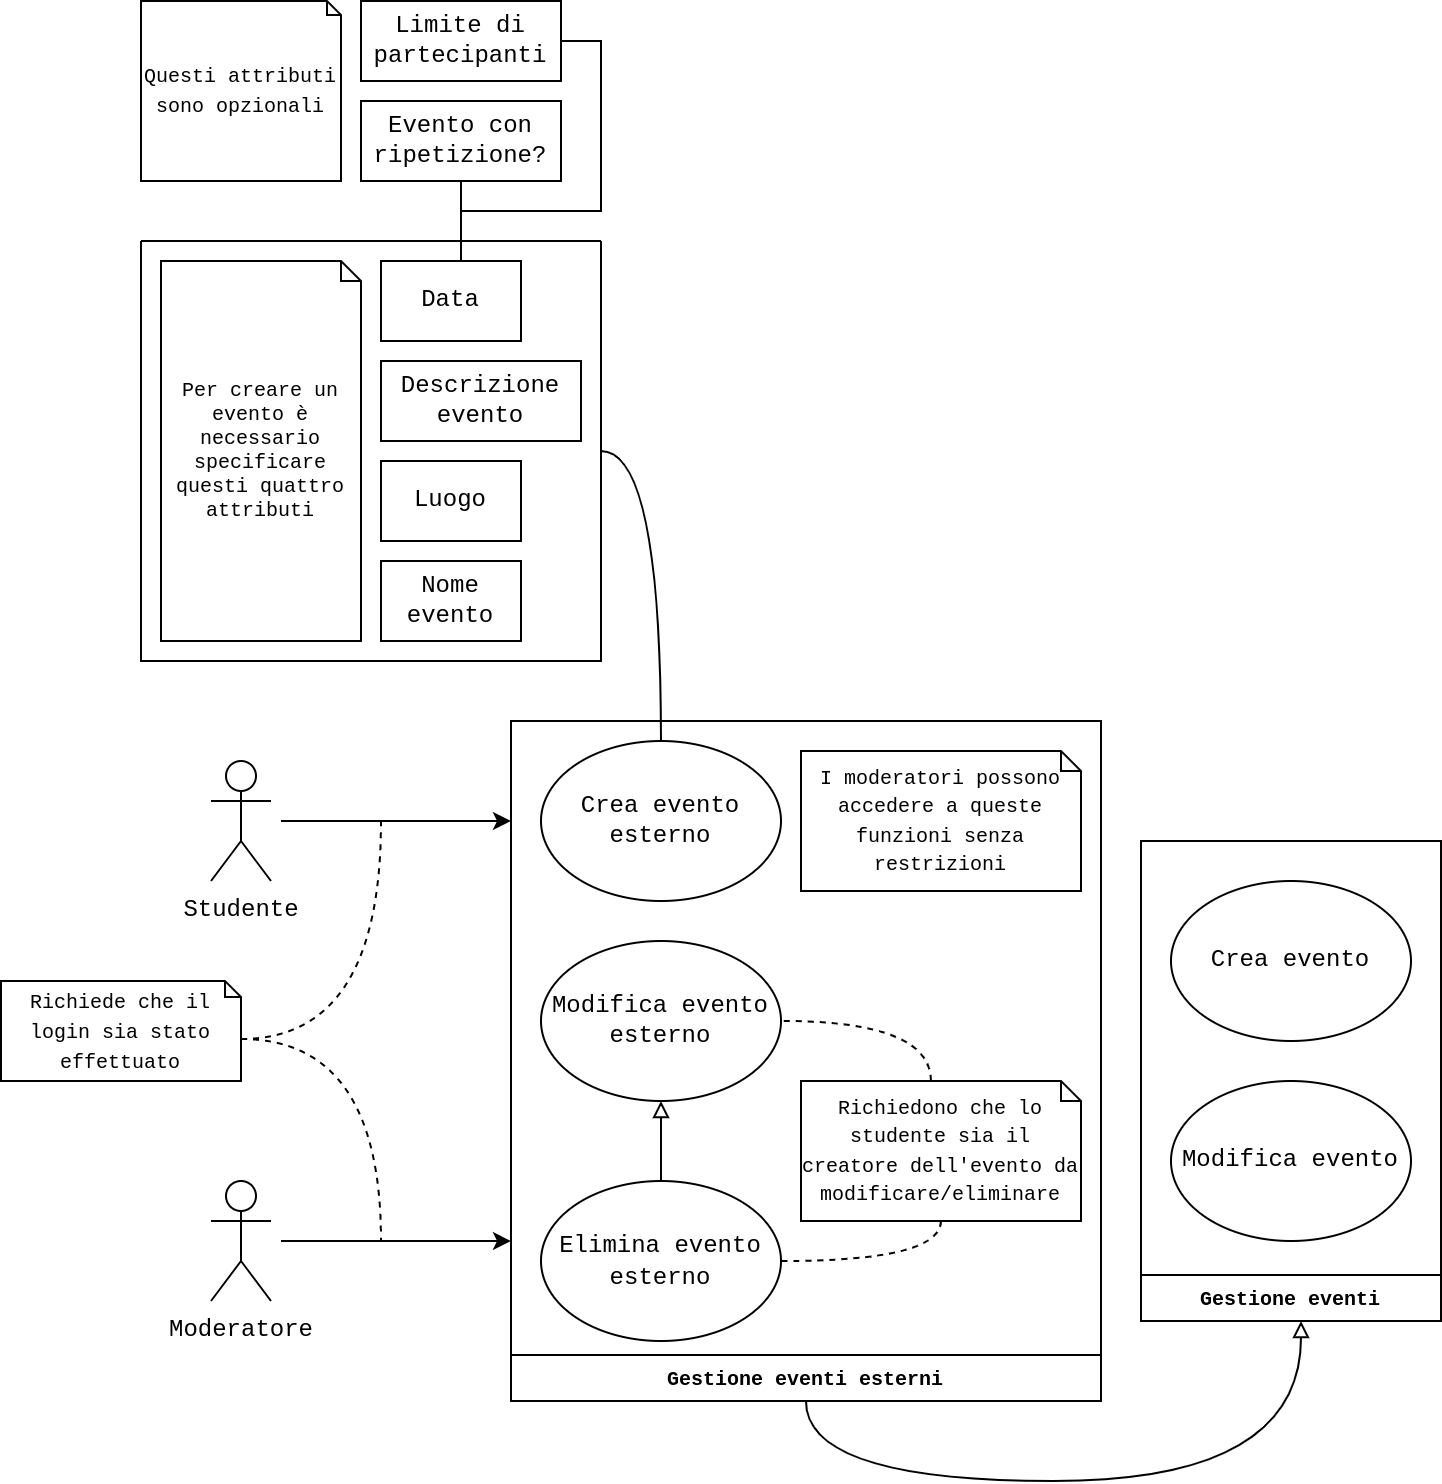 Questi attributi
sono opzionali
Limite di
partecipanti
Evento con
ripetizione?
Per creare un
evento è
necessario
specificare
questi quattro
attributi
Data
Descrizione
evento
Luogo
Nome
evento
Studente
Richiede che il
login sia stato
effettuato
Moderatore
Crea evento
esterno
I moderatori possono
accedere a queste
funzioni senza
restrizioni
Modifica evento
esterno
Richiedono che lo
studente sia il
creatore dell'evento da
modificare/eliminare
Elimina evento
esterno
Gestione eventi esterni
Crea evento
Modifica evento
Gestione eventi